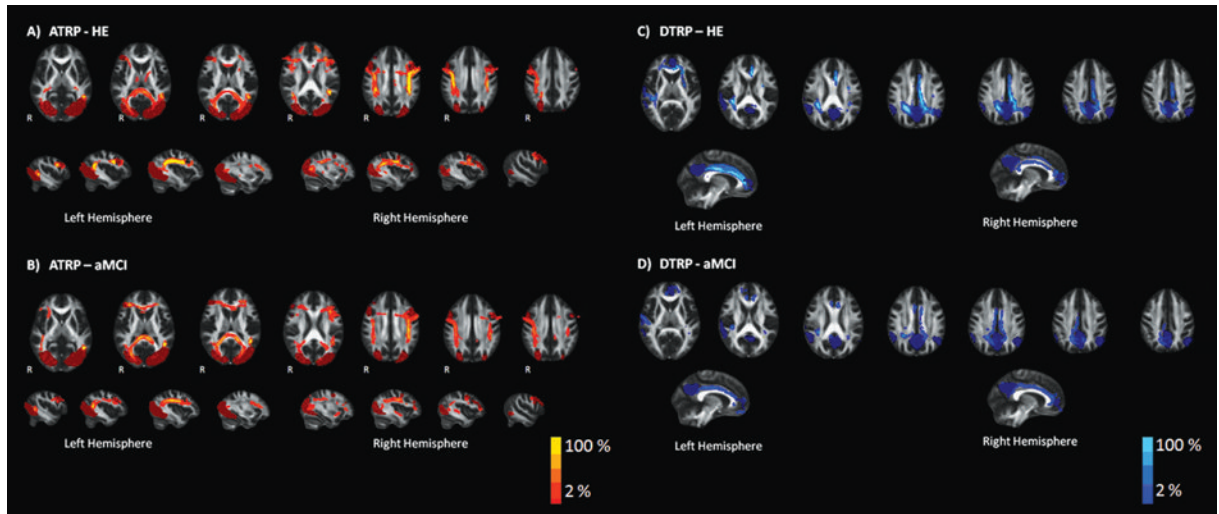 A) ATRP - HE
R R R R R R R
Left Hemisphere Right Hemisphere
B) ATRP – aMCI
R R R R R R R
Left Hemisphere Right Hemisphere
100 %
2 %
C) DTRP – HE
Left Hemisphere Right Hemisphere
D) DTRP - aMCI
Left Hemisphere Right Hemisphere
100 %
2 %